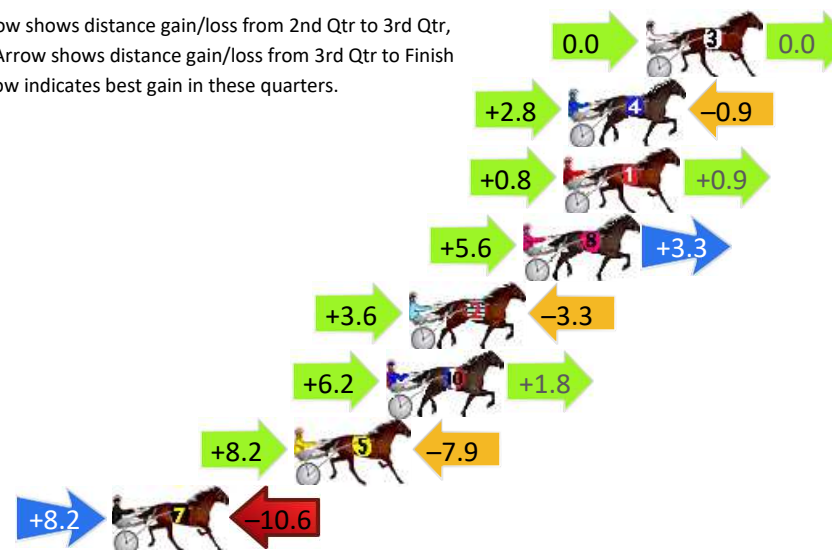 ow shows distance gain/loss from 2nd Qtr to 3rd Qtr,
Arrow shows distance gain/loss from 3rd Qtr to Finish
ow indicates best gain in these quarters.
0.0 3 0.0
+2.8 4 –0.9
+0.8 1 +0.9
+5.6 8 +3.3
+3.6 –3.3
+6.2 10 +1.8
+8.2 5 –7.9
+8.2 7 –10.6